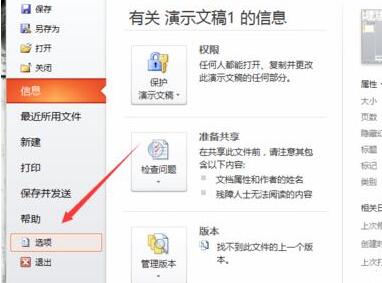 保存
另存为
打开
关闭
信息
最近所用文件
新建
打印
保存并发送
帮助
选项
退出
有关 演示文稿1 的信息
保护
演示文稿
权限
任何人都能打开、复制并更改
此演示文稿的任何部分。
检查问题
准备共享
在共享此文件前，请注意其包
含以下内容:
文档属性和作者的姓名
残障人士无法阅读的内容
管理版本
版本
找不到此文件的上一个版
本。
属性
大小
页数
隐藏
标题
标记
类别
相关日
上次修
上次打